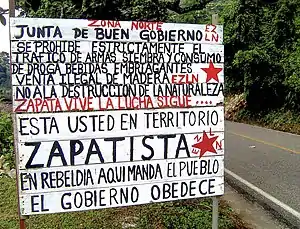 ZONA NORTE
JUNTA DE BUEN GOBIERNO EZLN
SE PROHIBE ESTRICTAMENTE EL
TRAFICO DE ARMAS, SIEMBRA Y CONSUMO
DE DROGA BEBIDAS EMBRIAGANTES
VENTA ILEGAL DE MADERA EZLN
NO A LA DESTRUCCION DE LA NATURALEZA
ZAPATA VIVE LA LUCHA SIGUE....
ESTA USTED EN TERRITORIO
ZAPATISTA
EN REBELDIA AQUI MANDA EL PUEBLO
EL GOBIERNO OBEDECE